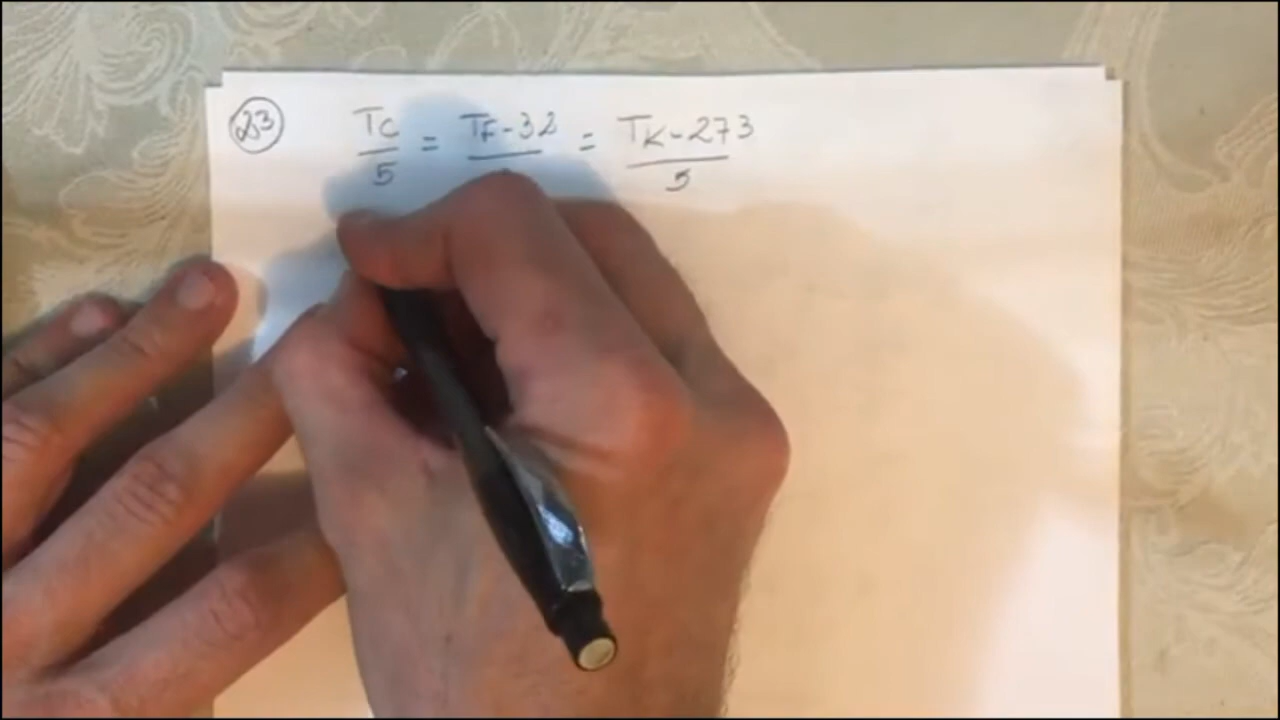 23 TC/5 = TF-32/ = TK-273/5